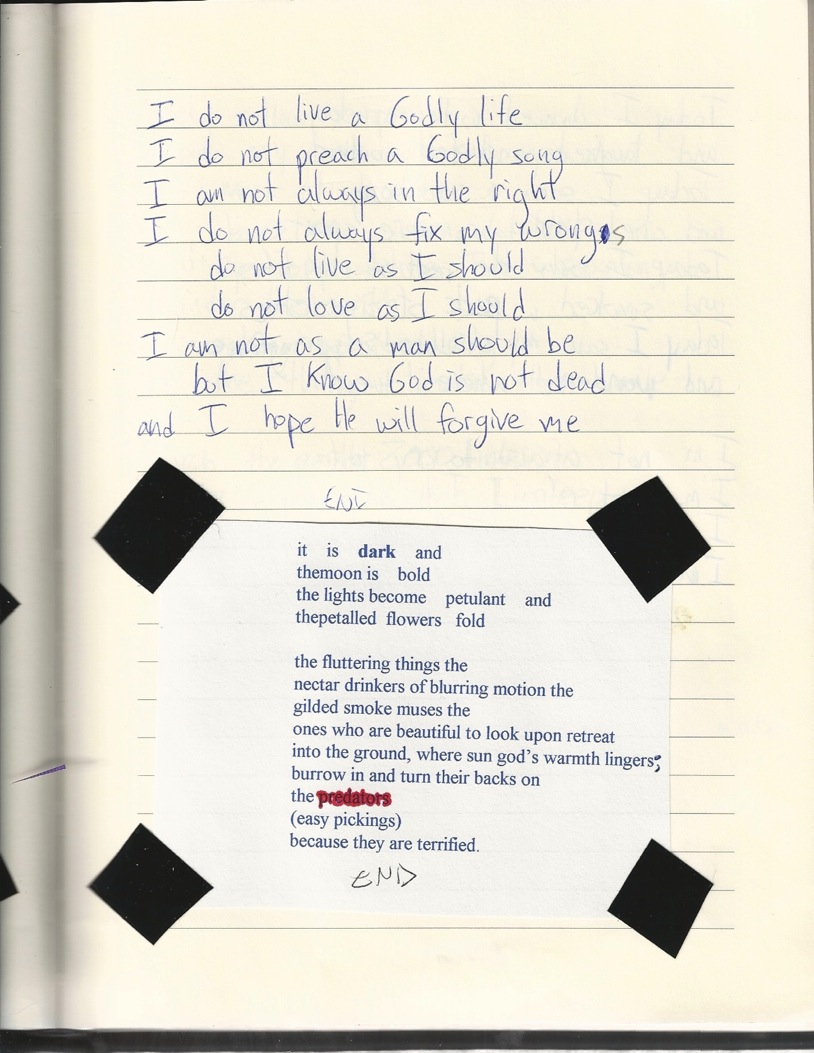 I do not live a Godly life
I do not preach a Godly song
I am not always in the right
I do not always fix my wrongs
do not live as I should
do not love as I should
I am not as a man should be
but I know God is not dead
and I hope He will forgive me
END
it is dark and
themoon is bold
the lights become petulant and
thepetalled flowers fold
the fluttering things the
nectar drinkers of blurring motion the
gilded smoke muses the
ones who are beautiful to look upon retreat
into the ground, where sun god's warmth lingers;
burrow in and turn their backs on
the predators
(easy pickings)
because they are terrified.
END